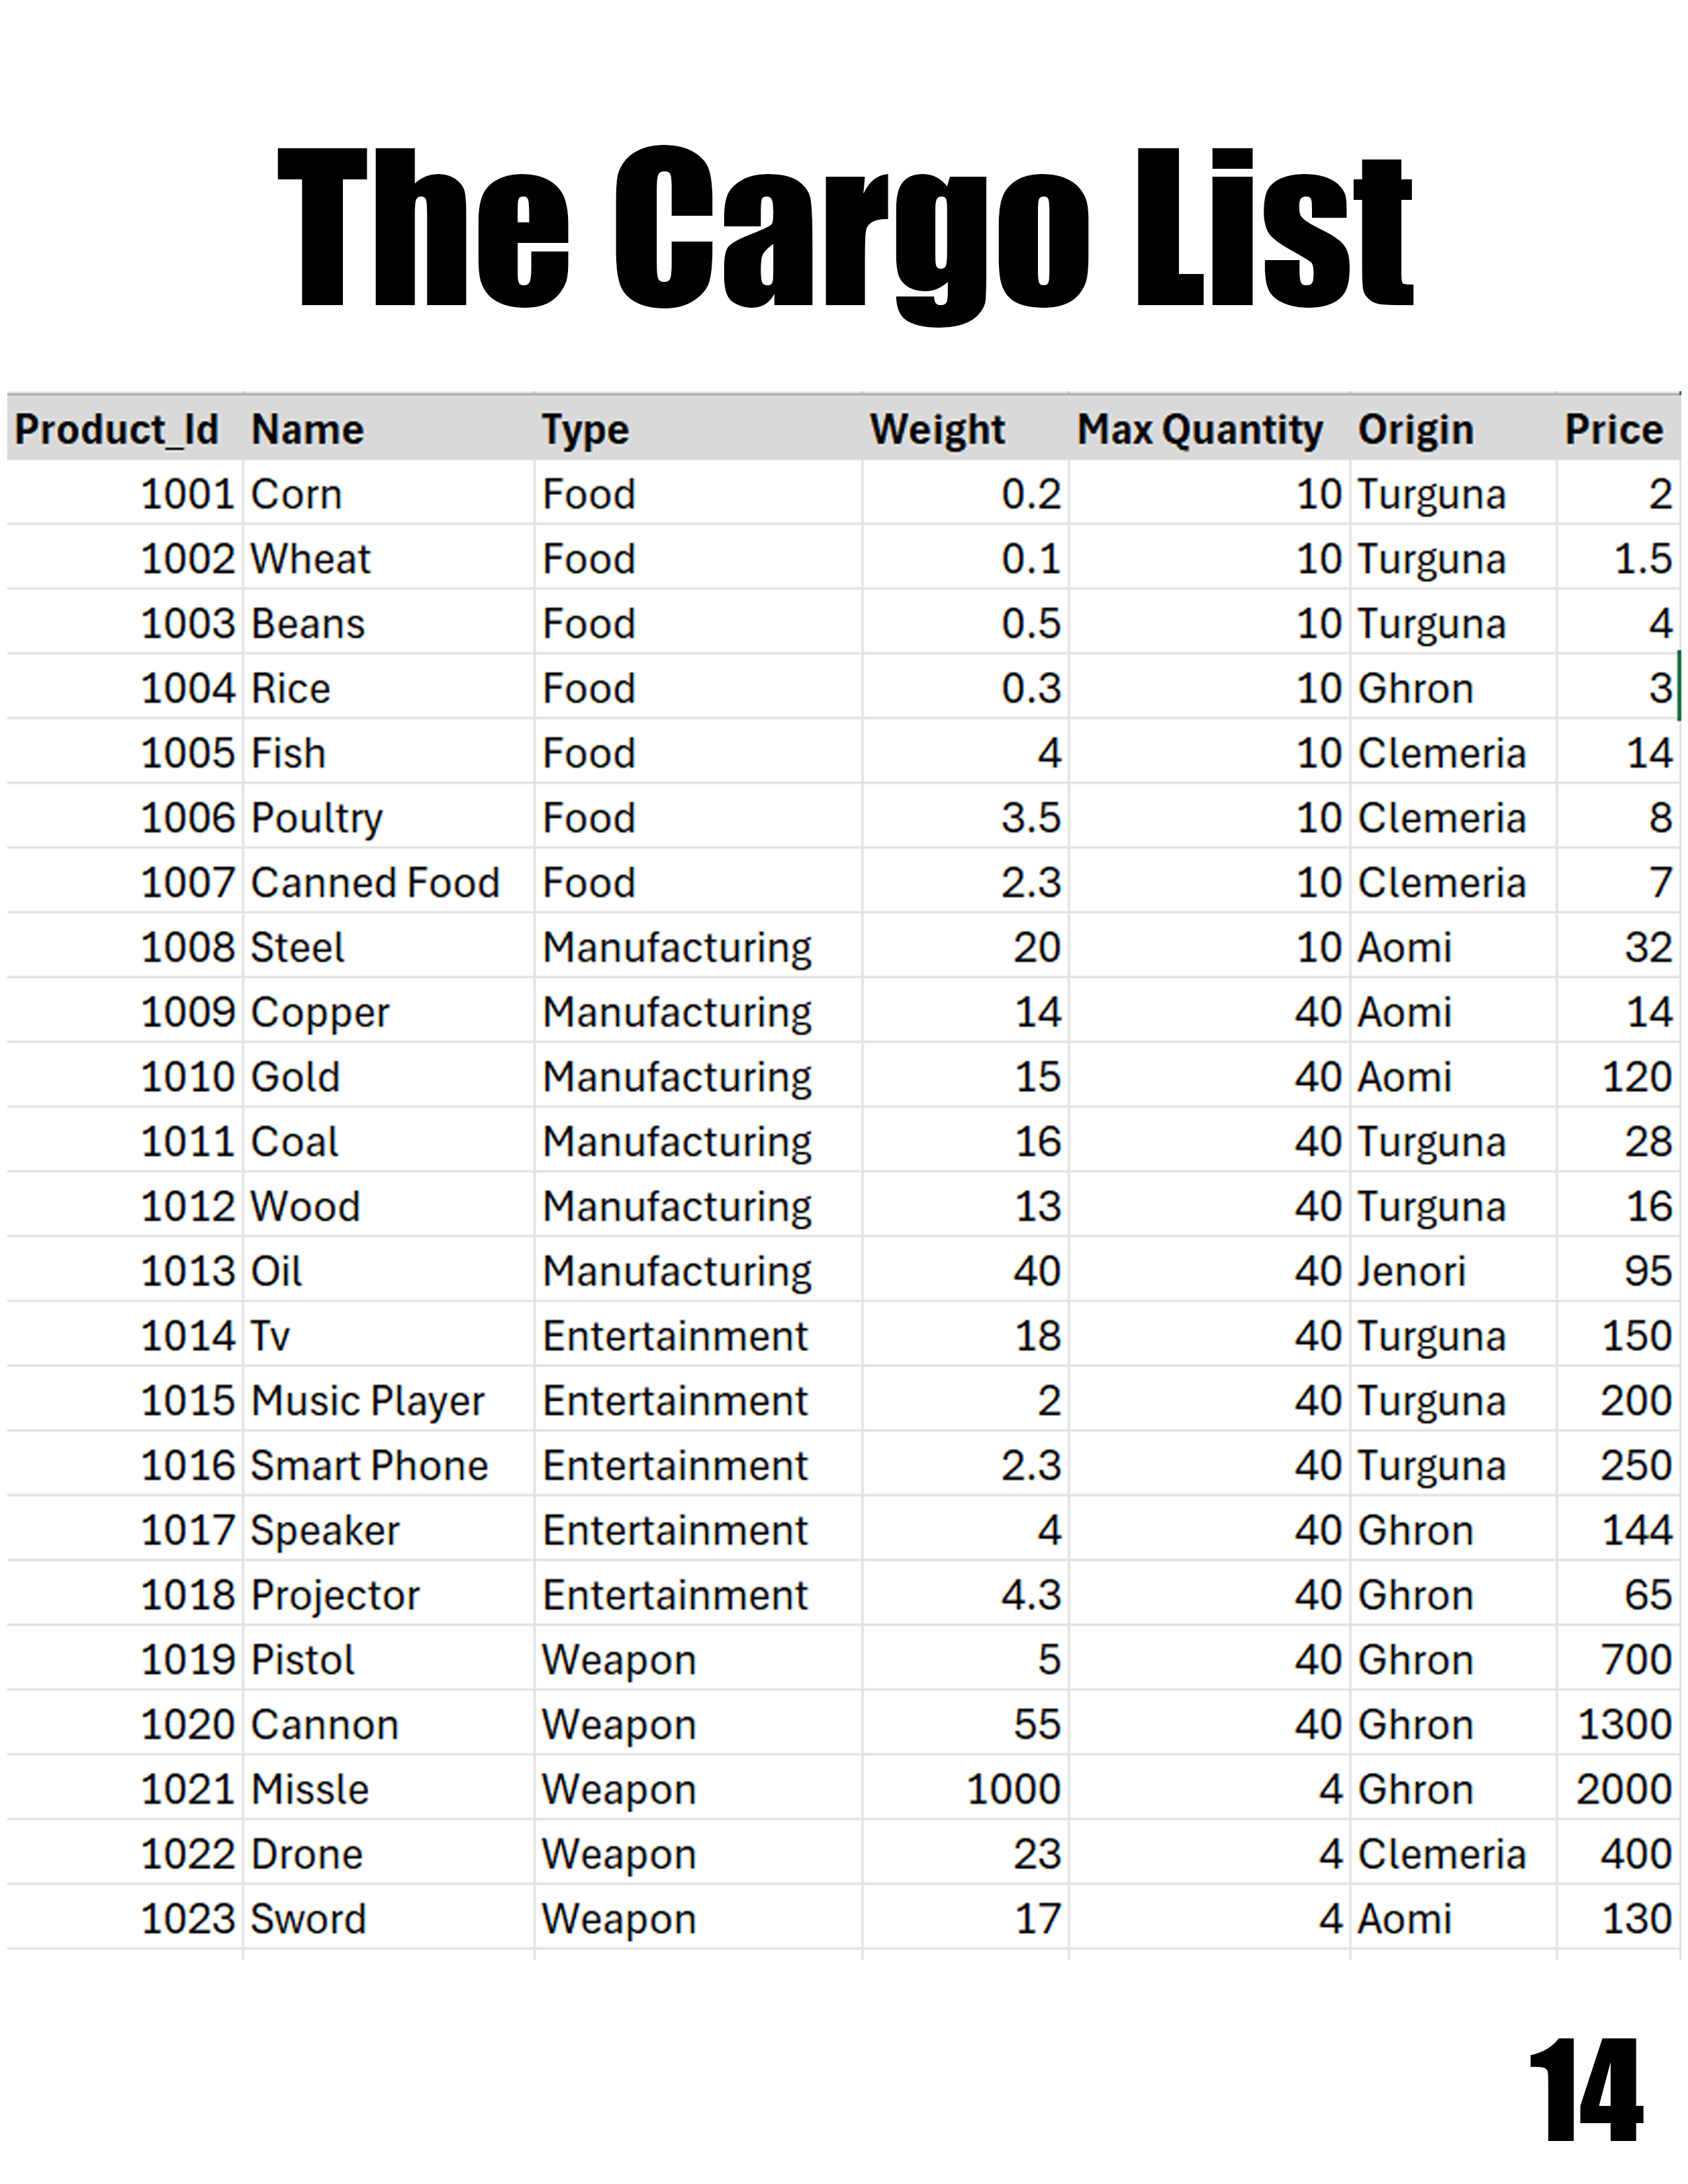 The Cargo List
Product_Id Name Type Weight Max Quantity Origin Price
1001 Corn Food 0.2 10 Turguna 2
1002 Wheat Food 0.1 10 Turguna 1.5
1003 Beans Food 0.5 10 Turguna 4
1004 Rice Food 0.3 10 Ghron 3
1005 Fish Food 4 10 Clemeria 14
1006 Poultry Food 3.5 10 Clemeria 8
1007 Canned Food Food 2.3 10 Clemeria 7
1008 Steel Manufacturing 20 10 Aomi 32
1009 Copper Manufacturing 14 40 Aomi 14
1010 Gold Manufacturing 15 40 Aomi 120
1011 Coal Manufacturing 16 40 Turguna 28
1012 Wood Manufacturing 13 40 Turguna 16
1013 Oil Manufacturing 40 40 Jenori 95
1014 Tv Entertainment 18 40 Turguna 150
1015 Music Player Entertainment 2 40 Turguna 200
1016 Smart Phone Entertainment 2.3 40 Turguna 250
1017 Speaker Entertainment 4 40 Ghron 144
1018 Projector Entertainment 4.3 40 Ghron 65
1019 Pistol Weapon 5 40 Ghron 700
1020 Cannon Weapon 55 40 Ghron 1300
1021 Missle Weapon 1000 4 Ghron 2000
1022 Drone Weapon 23 4 Clemeria 400
1023 Sword Weapon 17 4 Aomi 130
14